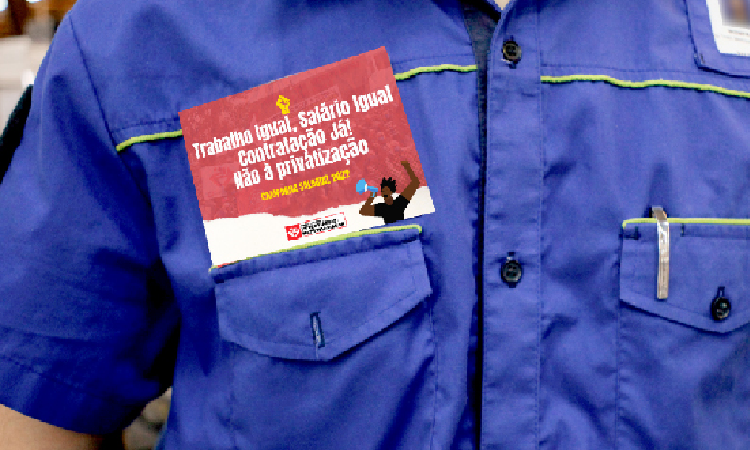 Trabalho igual, Salário igual
Contratação Já!
Não à privatização